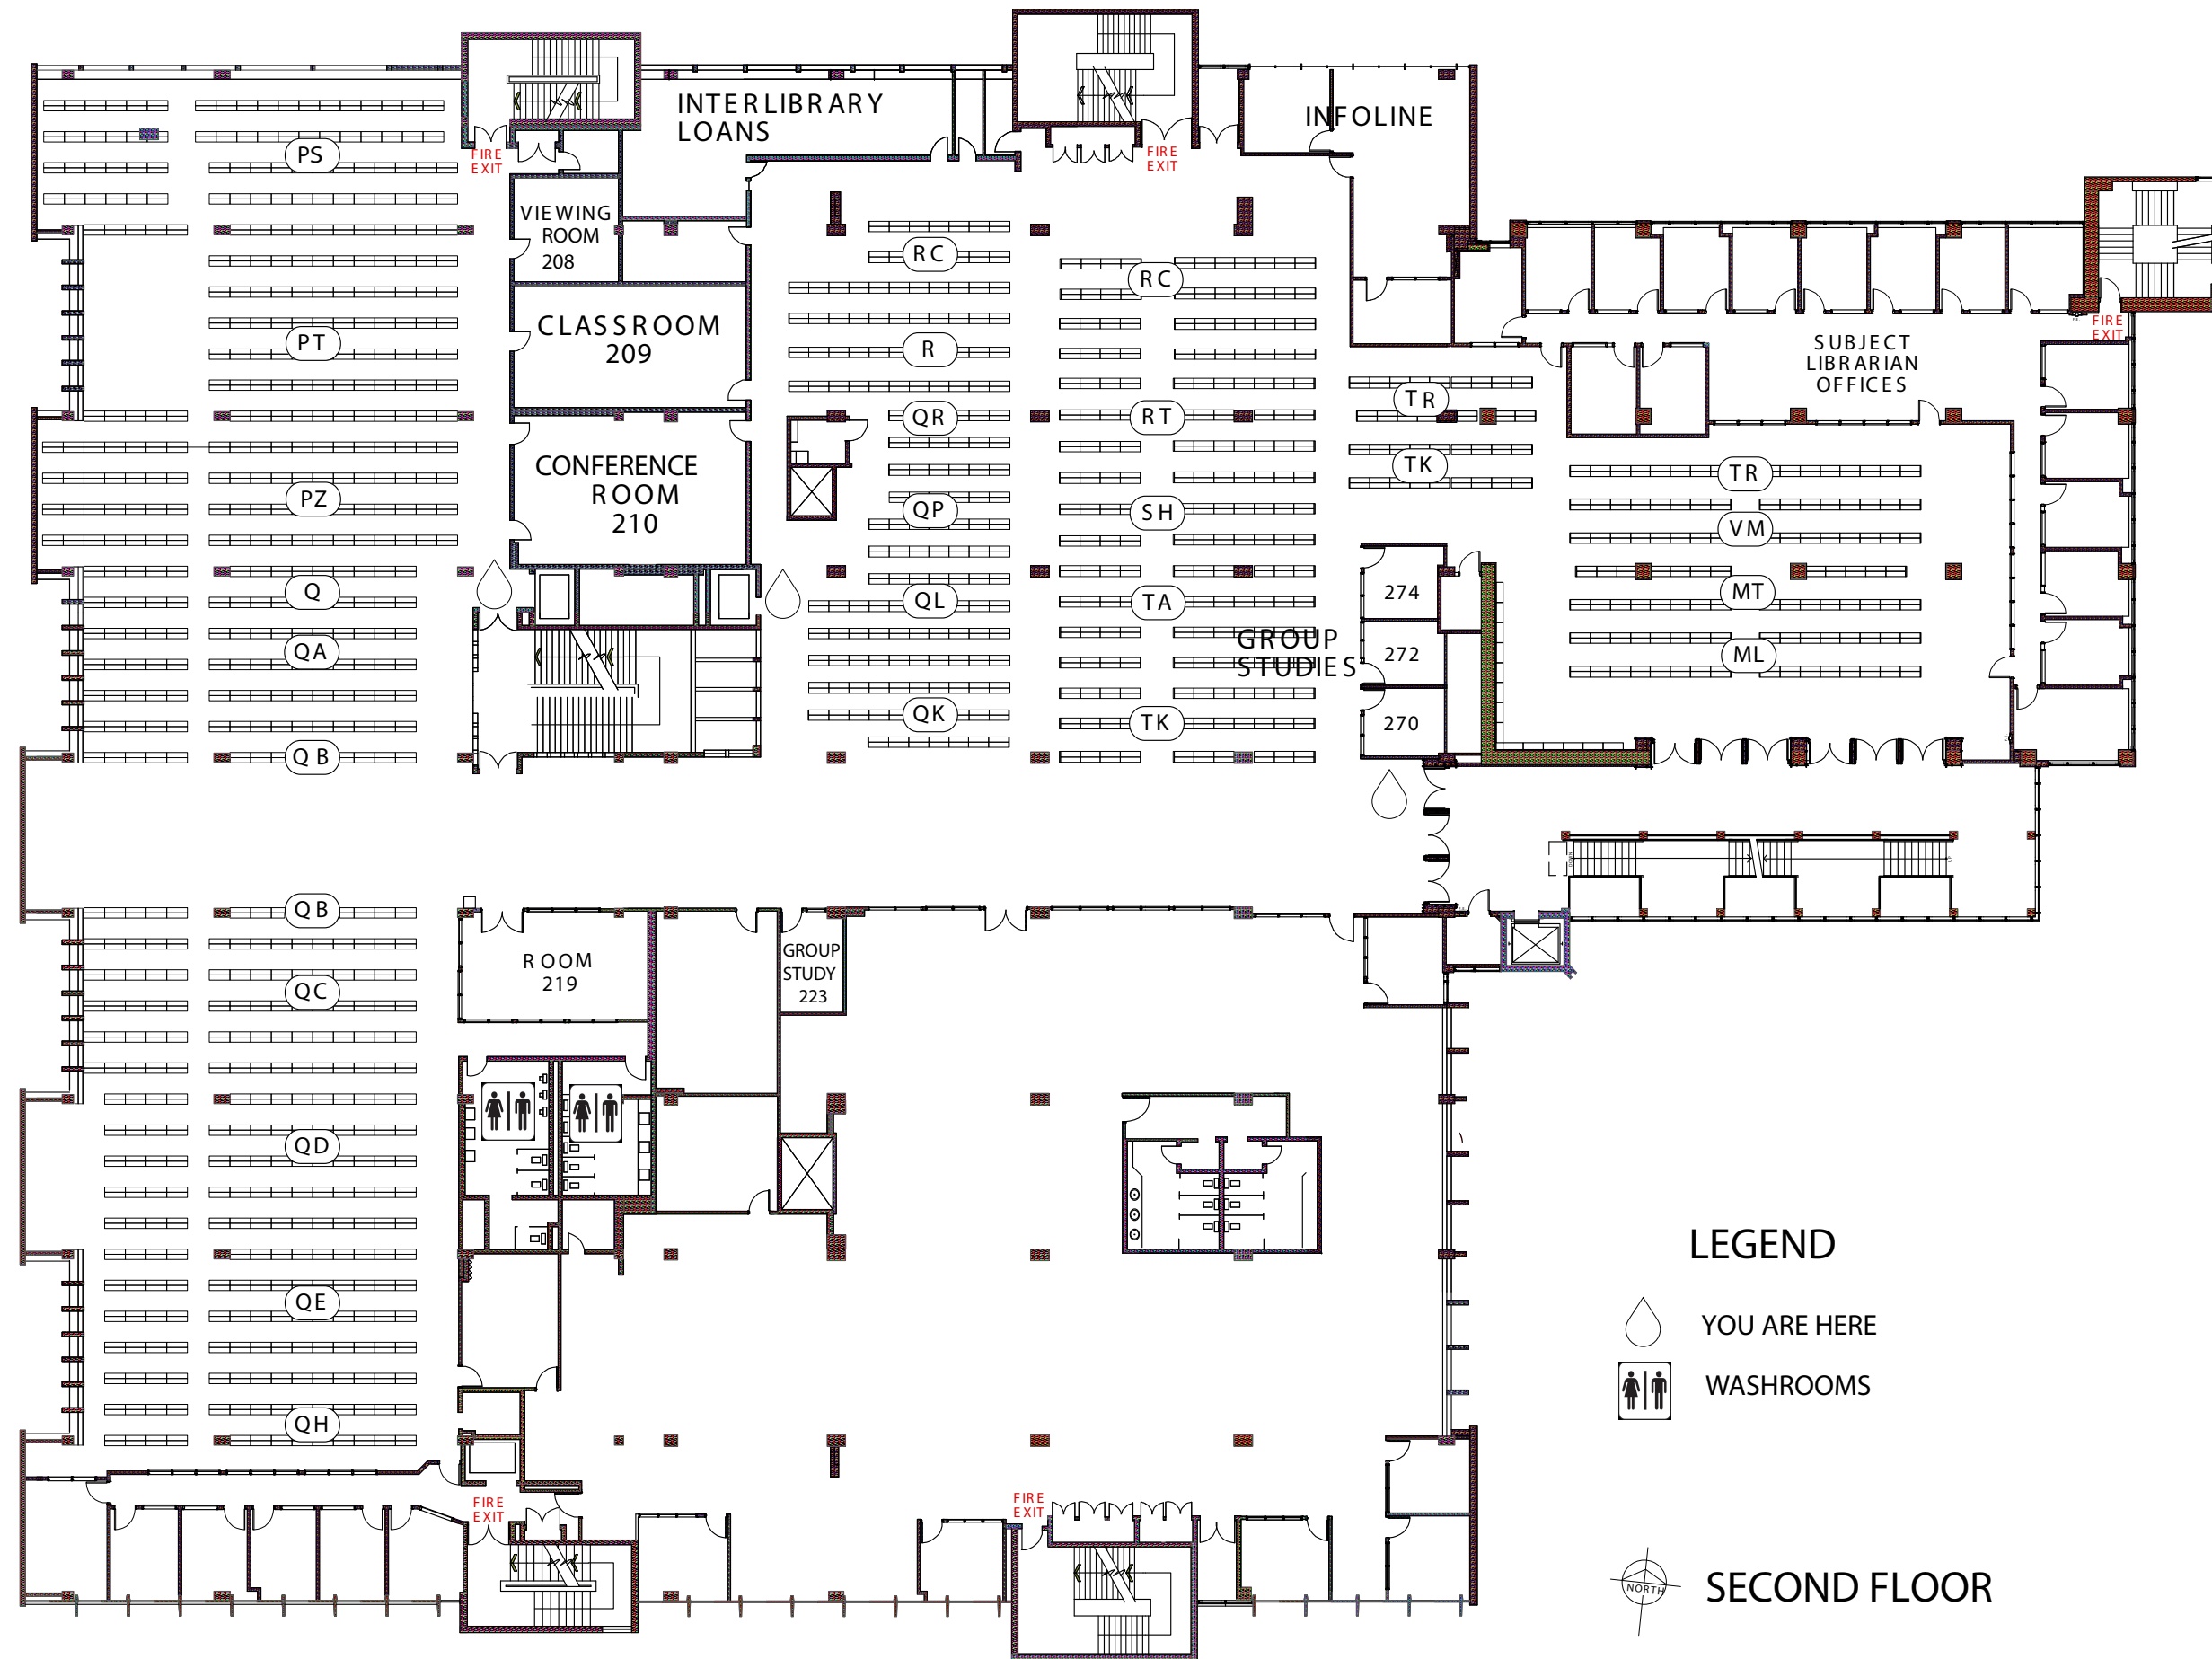 INTERLIBRARY
LOANS
INFOLINE
PS
FIRE
EXIT
FIRE
EXIT
VIEWING
ROOM
208
RC
RC
CLASSROOM
209
PT
R
FIRE
EXIT
SUBJECT
LIBRARIAN
OFFICES
TR
QR
RT
CONFERENCE
ROOM
210
TK
TR
PZ
QP
SH
VM
Q
QL
TA
274
MT
QA
GROUP
STUDIES
272
ML
QK
TK
270
QB
QB
ROOM
219
GROUP
STUDY
223
QC
QD
QE
QH
FIRE
EXIT
FIRE
EXIT
LEGEND
YOU ARE HERE
WASHROOMS
NORTH
SECOND FLOOR